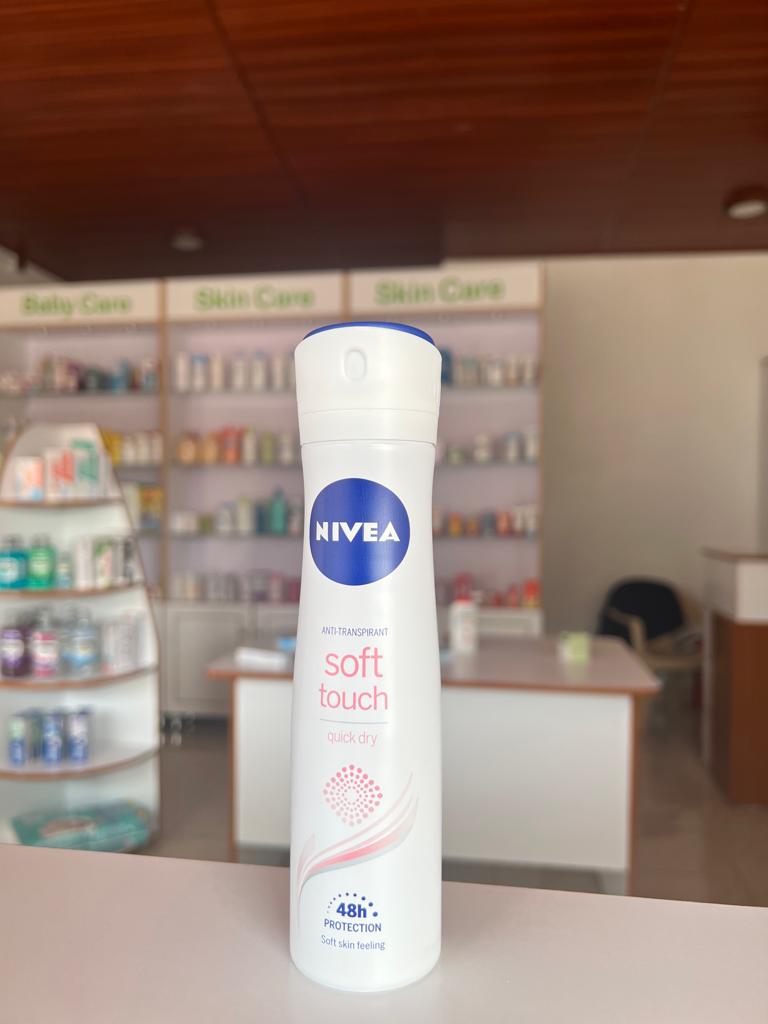 Baby Care
Skin Care
Skin Care
NIVEA
ANTI-TRANSPIRANT
soft
touch
quick dry
48h
PROTECTION
Soft skin feeling